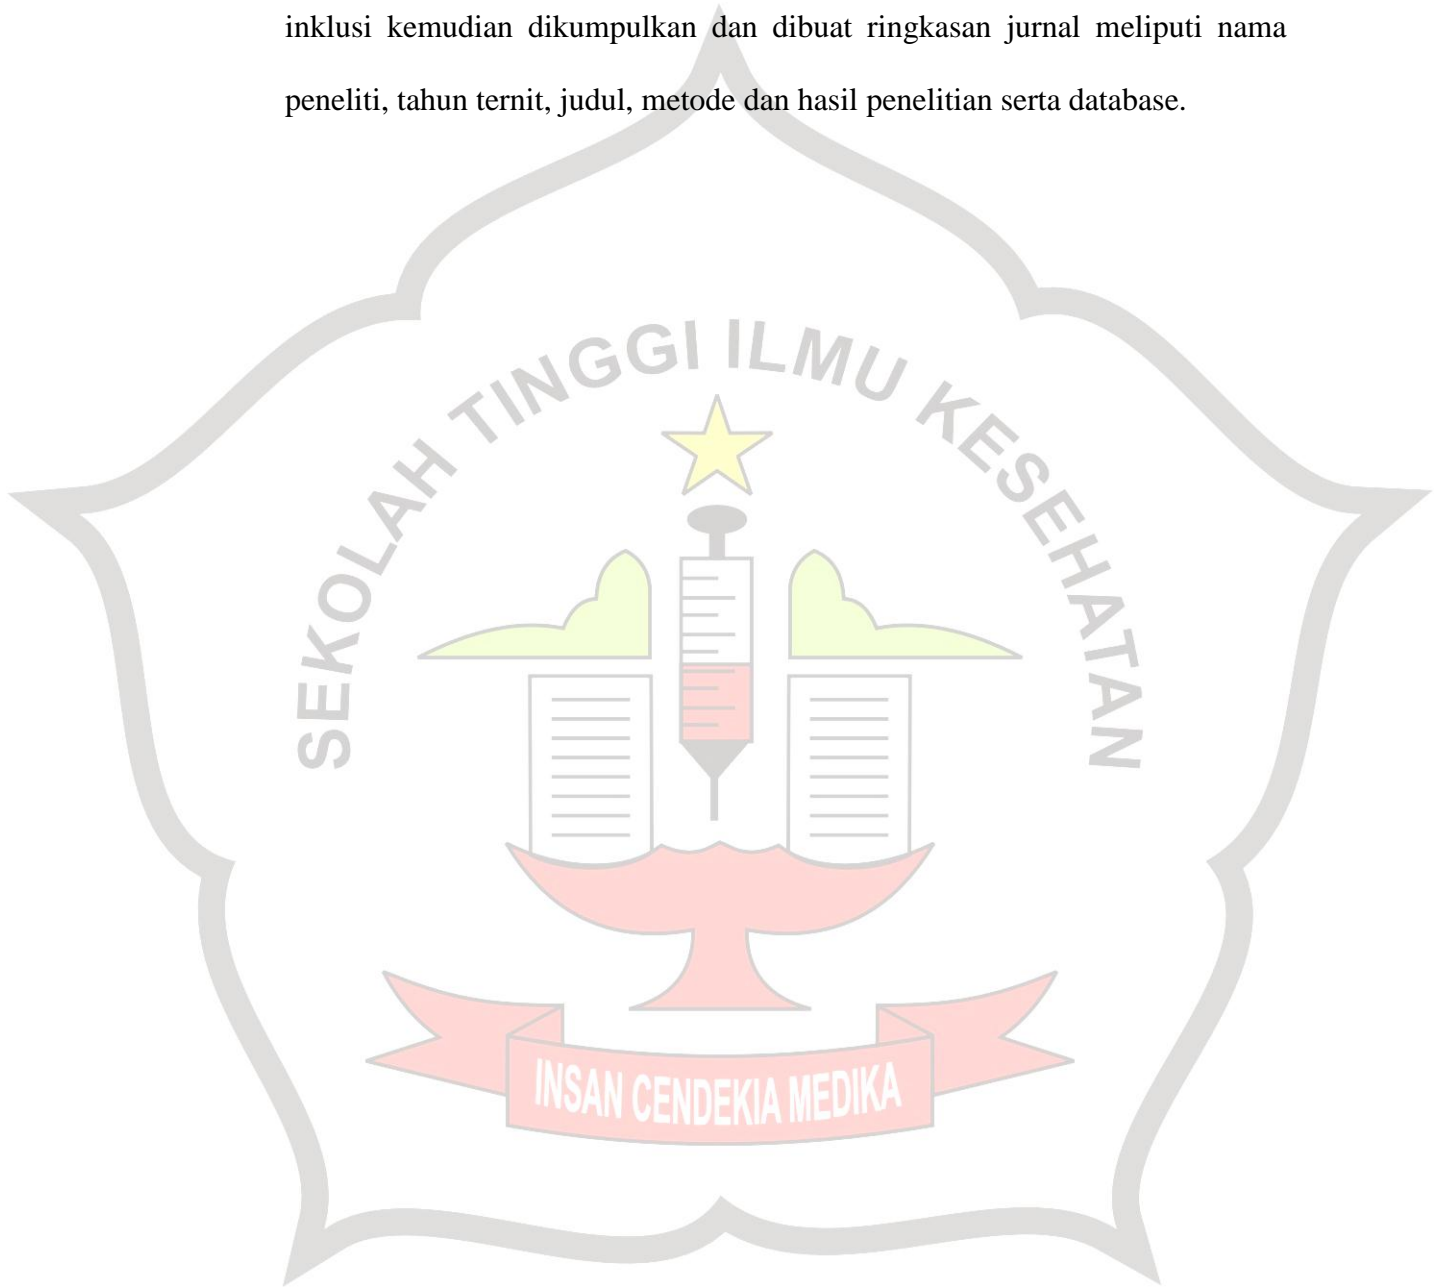 inklusi kemudian dikumpulkan dan dibuat ringkasan jurnal meliputi nama
peneliti, tahun ternit, judul, metode dan hasil penelitian serta database.
SEKOLAH TINGGI ILMU KESEHATAN
INSAN CENDEKIA MEDIKA